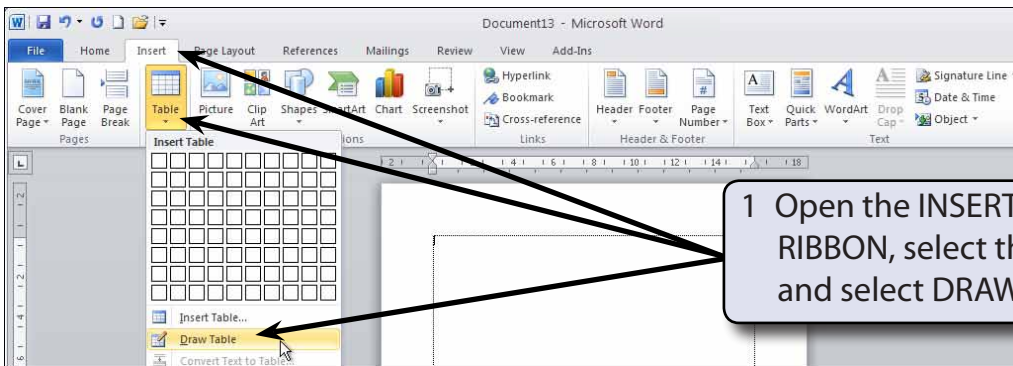 Document13 - Microsoft Word
File Home Insert Page Layout References Mailings Review View Add-Ins
Cover Page Blank Page Page Break Table Picture Clip Art Shapes SmartArt Chart Screenshot Hyperlink Bookmark Cross-reference Header Footer Page Number Text Box Quick Parts WordArt Drop Cap Signature Line Date & Time Object
Pages Links Header & Footer Text
Insert Table
1 Open the INSERT
RIBBON, select
and select DRAW
Insert Table...
Draw Table
Convert Text to Table...